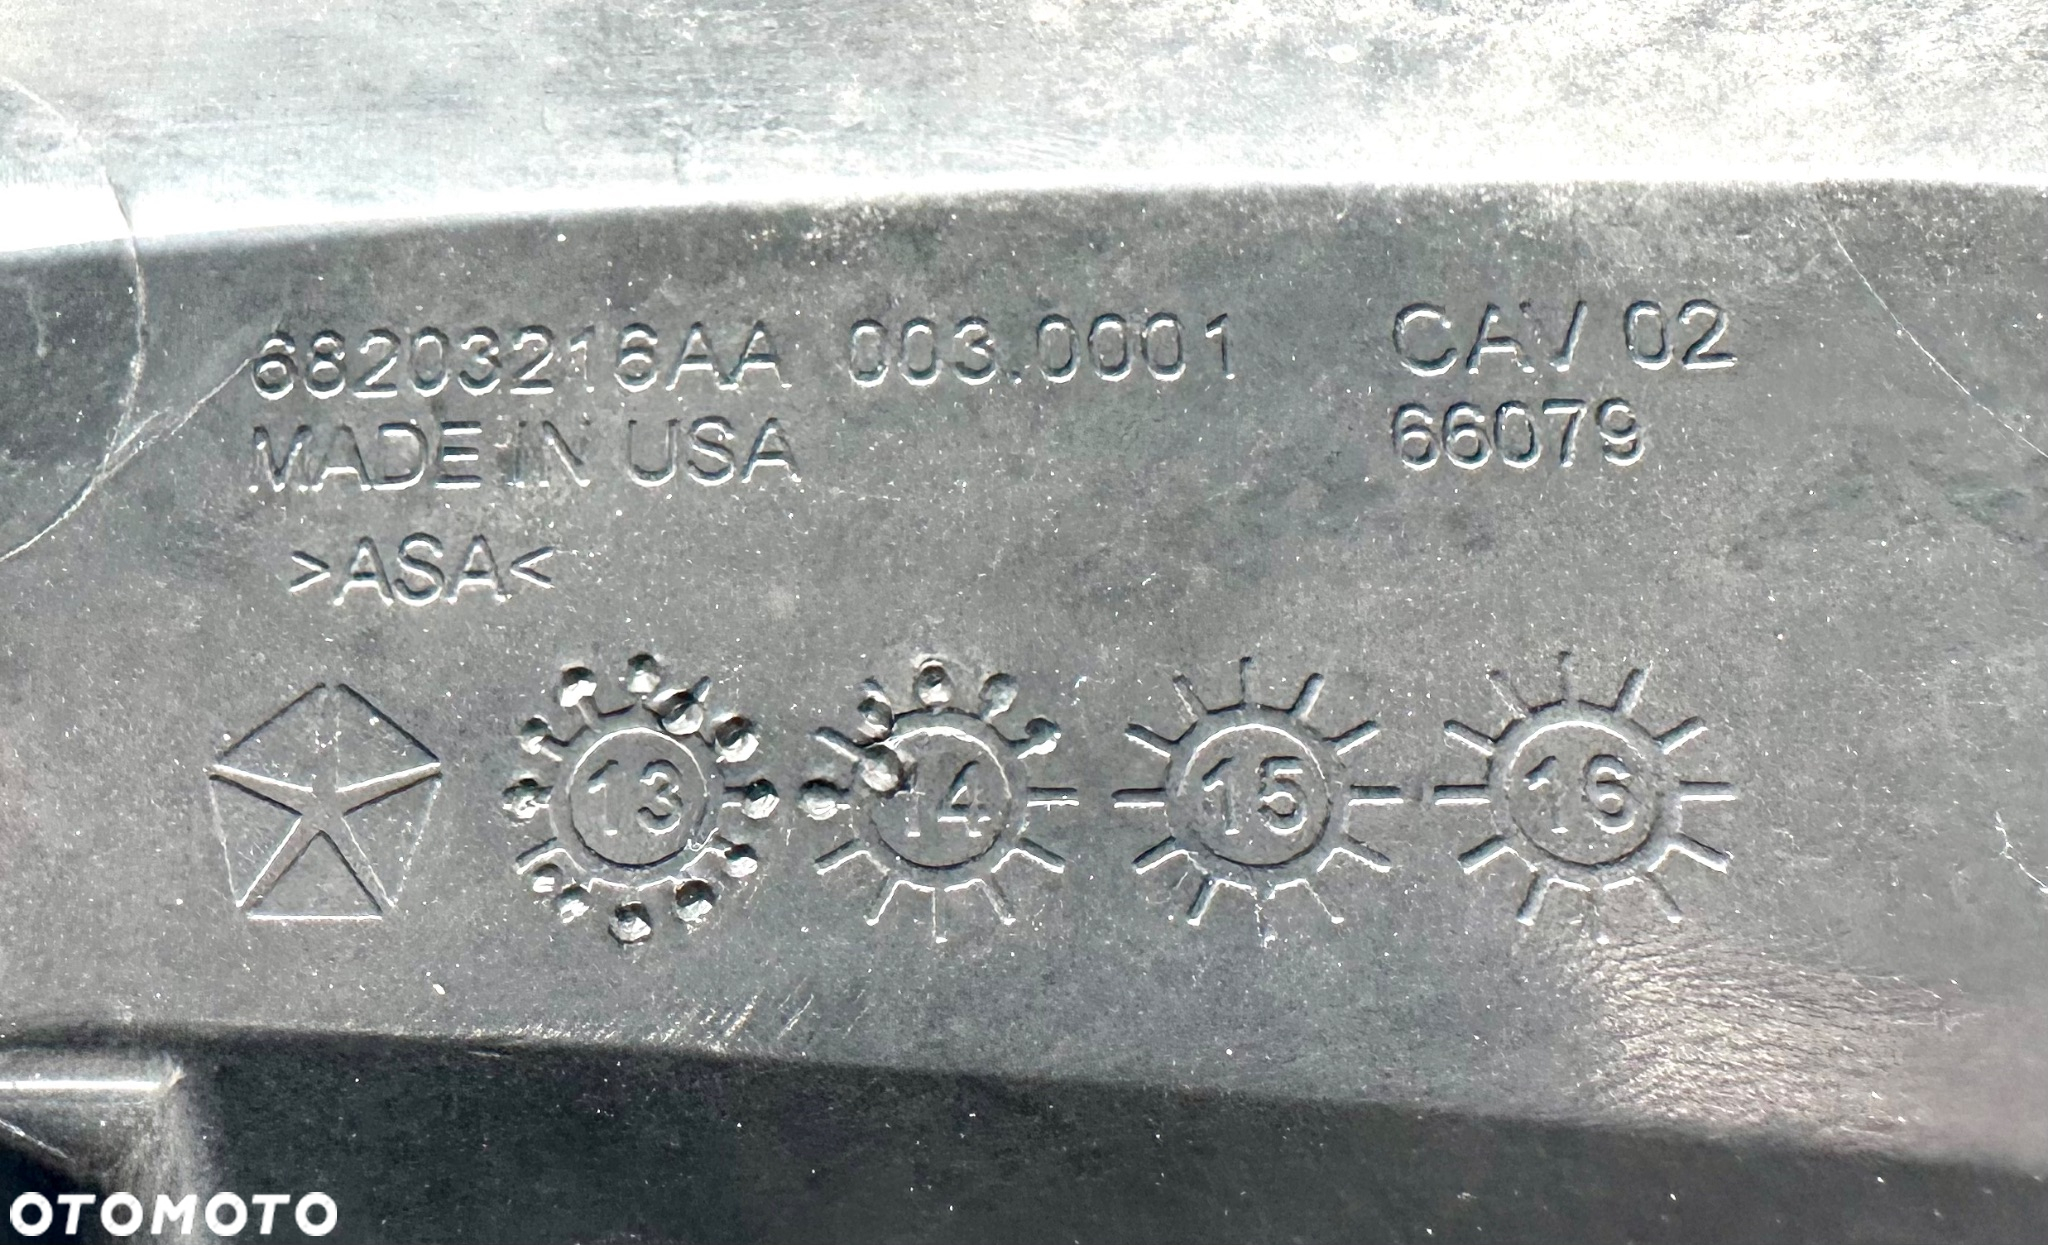 68203216AA 003.0001 CAV 02
MADE IN USA 66079
>ASA<
13 14 15 16
OTOMOTO